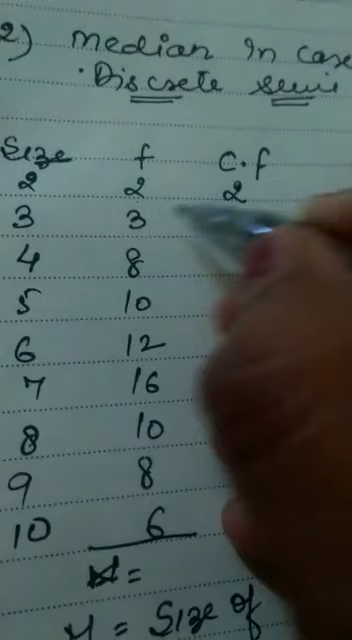 2) Median In case
Discrete Serie
Size f C.f
2 2 2
3 3
4 8
5 10
6 12
7 16
8 10
9 8
10 6
N =
M = Size of